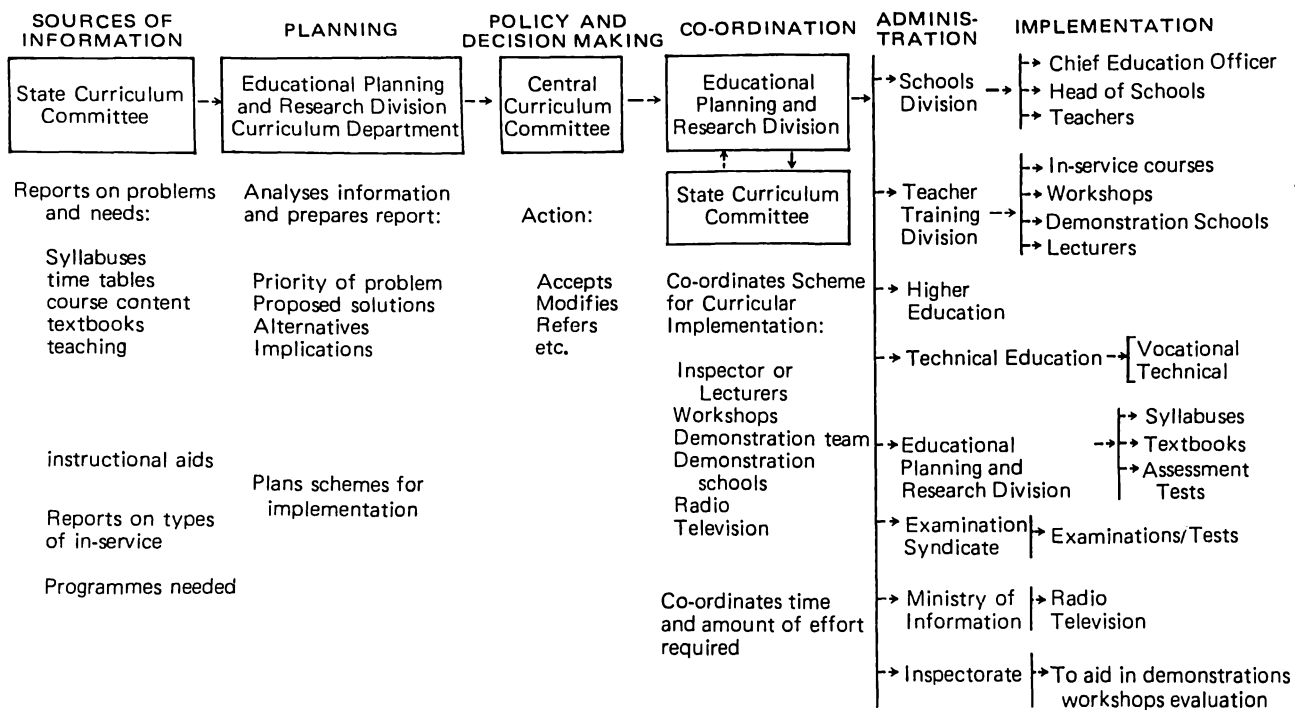 SOURCES OF
INFORMATION
PLANNING
POLICY AND
DECISION MAKING
CO-ORDINATION
ADMINIS-
TRATION
IMPLEMENTATION
State Curriculum
Committee
Educational Planning
and Research Division
Curriculum Department
Central
Curriculum
Committee
Educational
Planning and
Research Division
State Curriculum
Committee
Reports on problems
and needs:
Syllabuses
time tables
course content
textbooks
teaching
instructional aids
Reports on types
of in-service
Programmes needed
Analyses information
and prepares report:
Priority of problem
Proposed solutions
Alternatives
Implications
Plans schemes for
implementation
Action:
Accepts
Modifies
Refers
etc.
Co-ordinates Scheme
for Curricular
Implementation:
Inspector or
Lecturers
Workshops
Demonstration team
Demonstration
schools
Radio
Television
Co-ordinates time
and amount of effort
required
Schools
Division
Chief Education Officer
Head of Schools
Teachers
Teacher
Training
Division
In-service courses
Workshops
Demonstration Schools
Lecturers
Higher
Education
Technical Education
Vocational
Technical
Educational
Planning and
Research Division
Syllabuses
Textbooks
Assessment
Tests
Examination
Syndicate
Examinations/Tests
Ministry of
Information
Radio
Television
Inspectorate
To aid in demonstrations
workshops evaluation